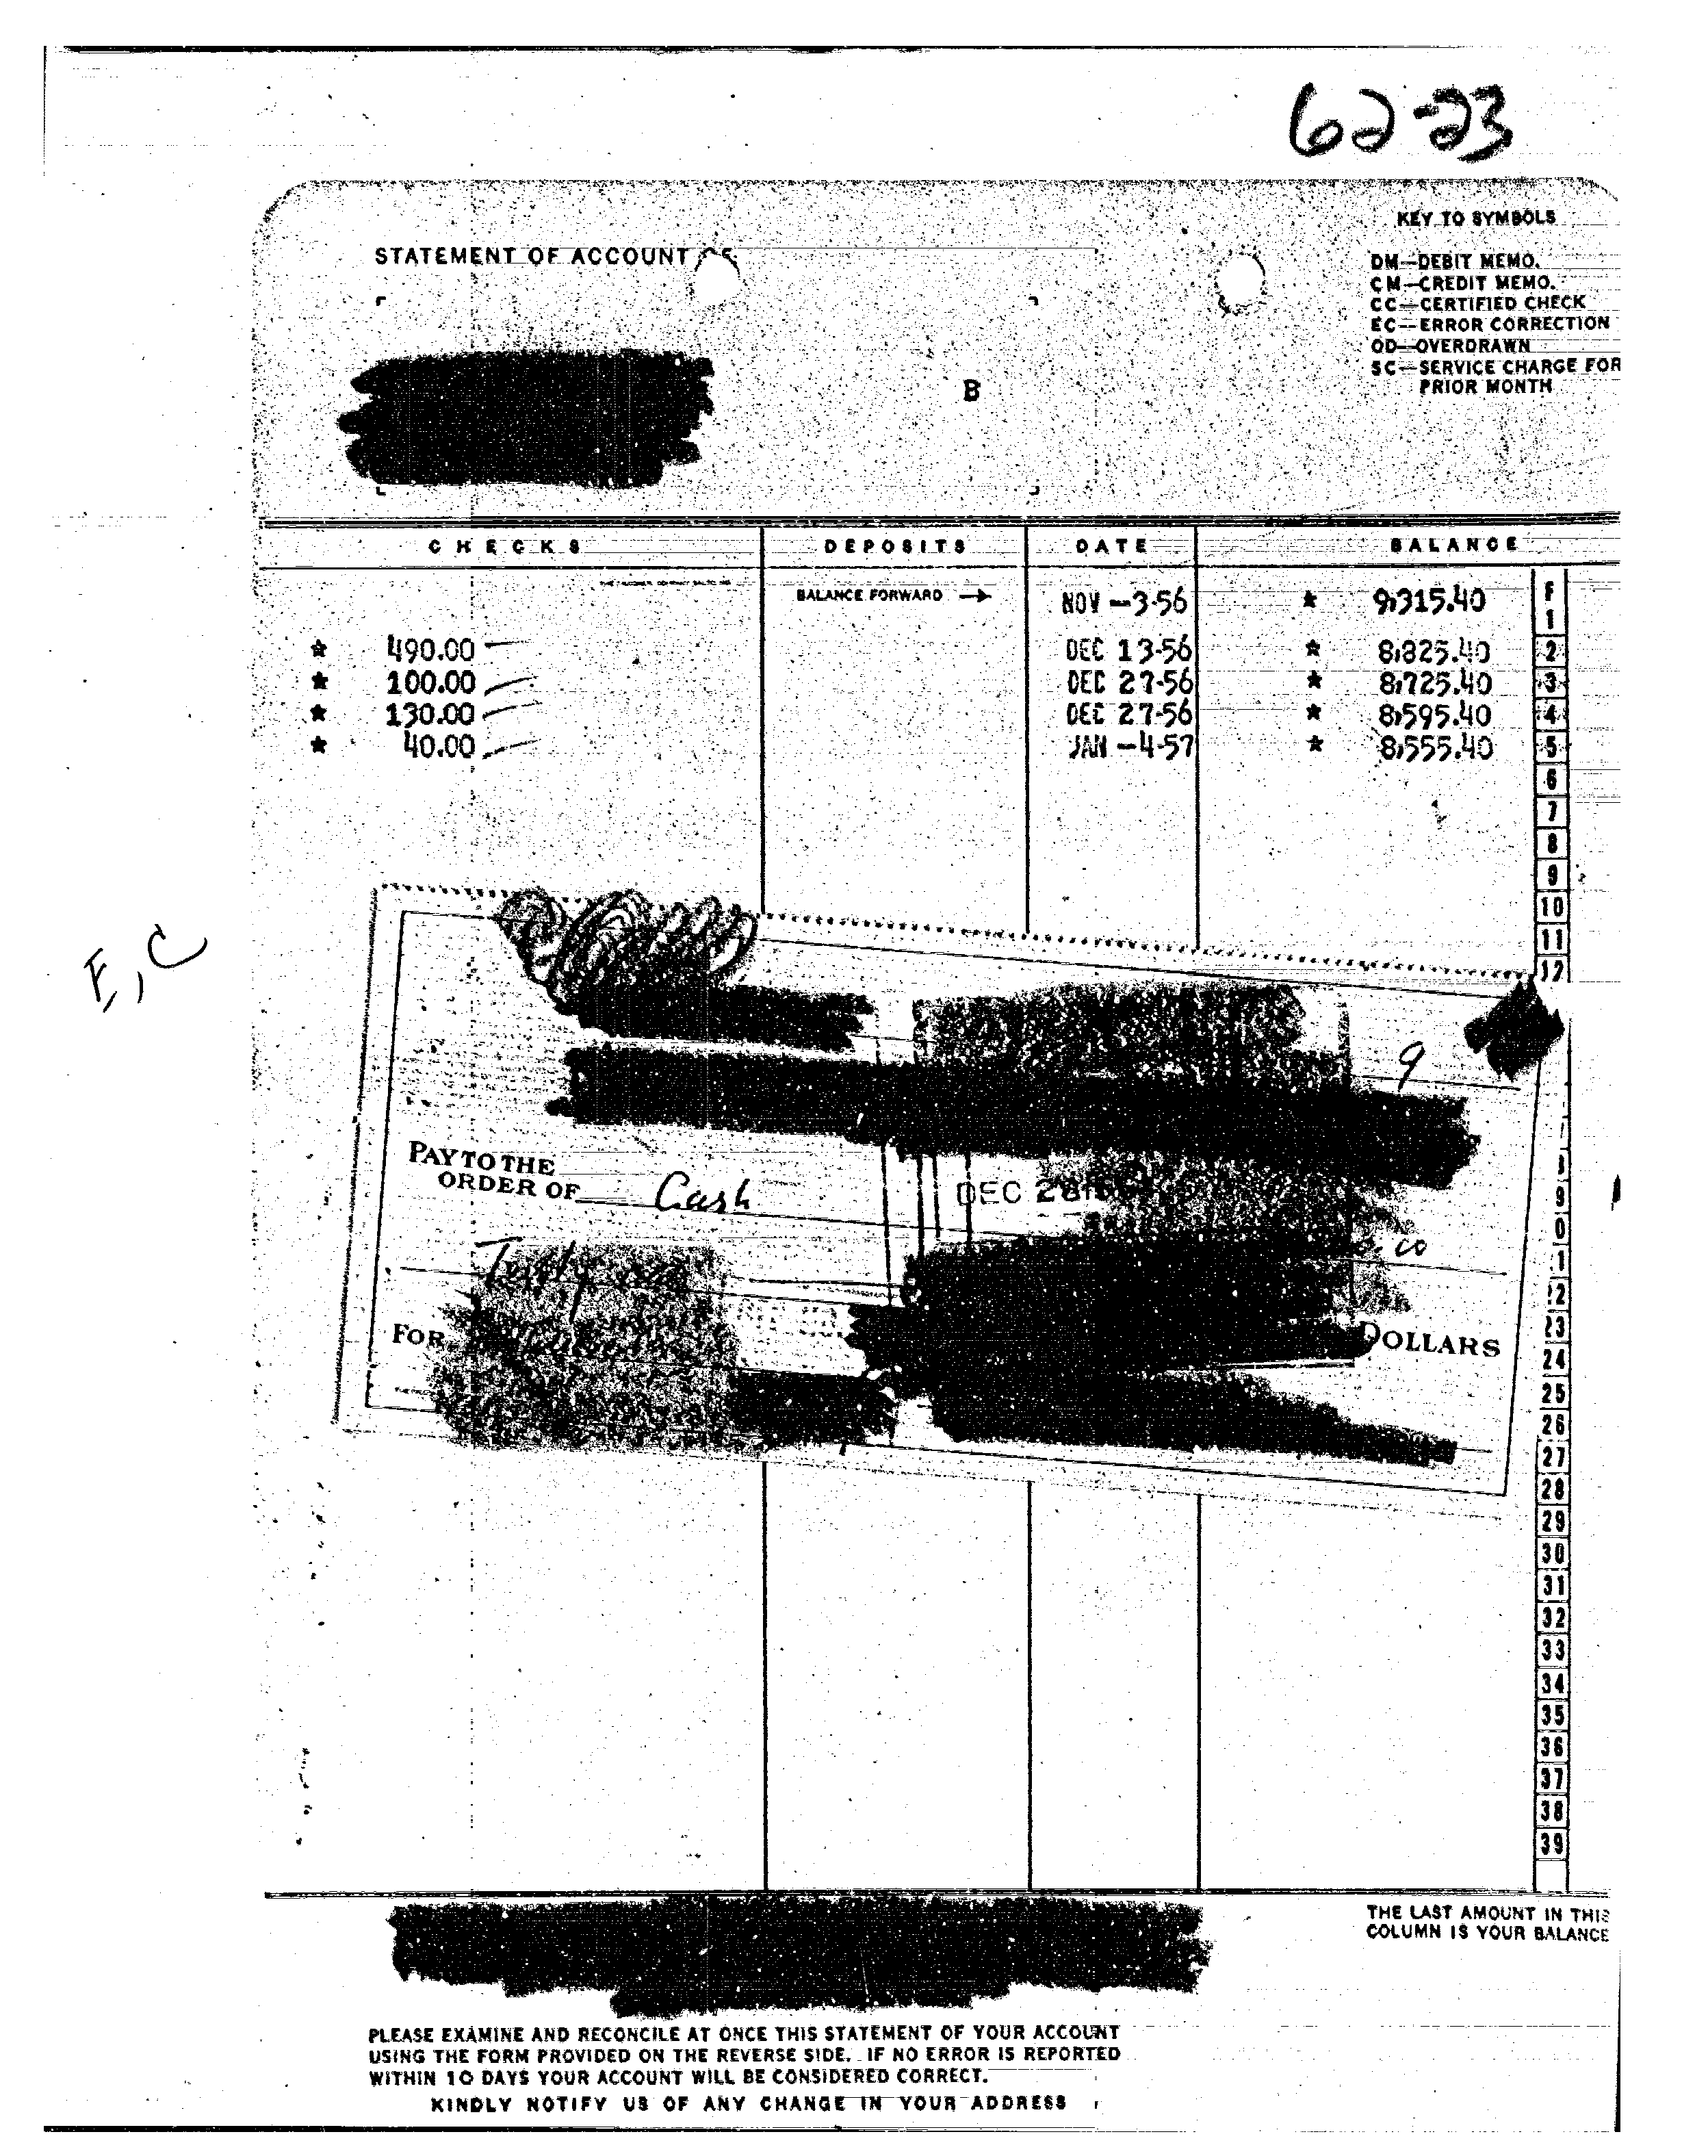 62-23
KEY TO SYMBOLS
STATEMENT OF ACCOUNT OF
DM—DEBIT MEMO.
CM—CREDIT MEMO.
CC—CERTIFIED CHECK
EC—ERROR CORRECTION
OD—OVERDRAWN
SC—SERVICE CHARGE FOR
PRIOR MONTH
B
CHECKS DEPOSITS DATE BALANCE
BALANCE FORWARD → NOV -3-56 * 9,315.40 F
1
* 490.00 DEC 13-56 * 8,825.40 2
* 100.00 DEC 27-56 * 8,725.40 3
* 130.00 DEC 27-56 * 8,595.40 4
* 40.00 JAN -4-57 * 8,555.40 5
6
7
8
9
10
11
12
E,C
9
PAY TO THE
ORDER OF Cash
DEC 28
FOR
DOLLARS
8
9
0
1
2
23
24
25
26
27
28
29
30
31
32
33
34
35
36
37
38
39
THE LAST AMOUNT IN THIS
COLUMN IS YOUR BALANCE
PLEASE EXAMINE AND RECONCILE AT ONCE THIS STATEMENT OF YOUR ACCOUNT
USING THE FORM PROVIDED ON THE REVERSE SIDE. IF NO ERROR IS REPORTED
WITHIN 10 DAYS YOUR ACCOUNT WILL BE CONSIDERED CORRECT.
KINDLY NOTIFY US OF ANY CHANGE IN YOUR ADDRESS